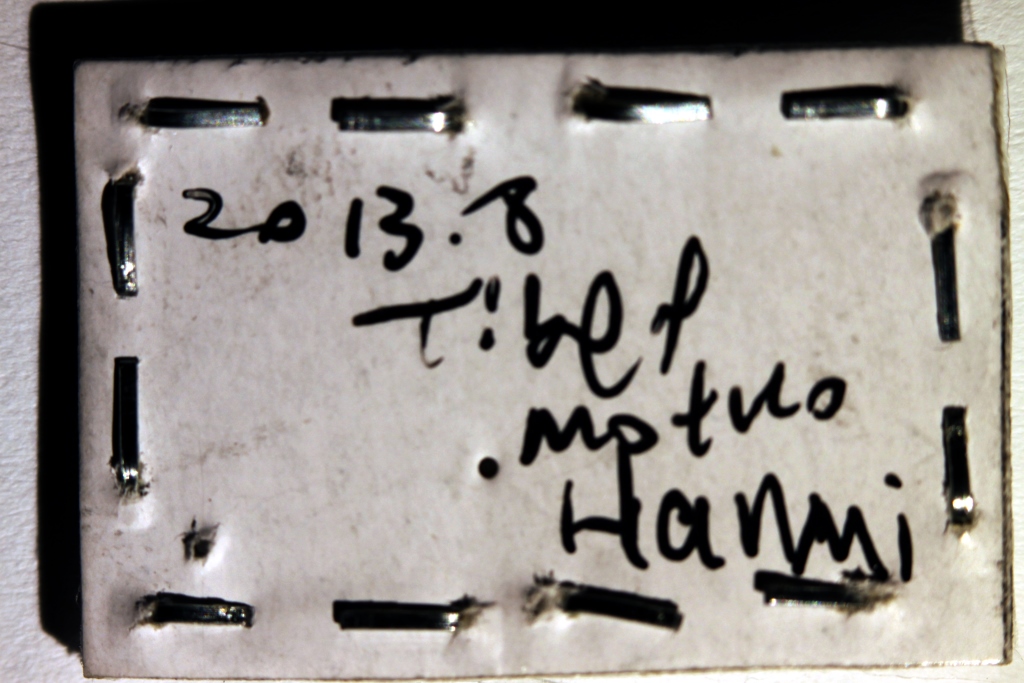 2013.8
Tibet
.Motuo
Hanmi